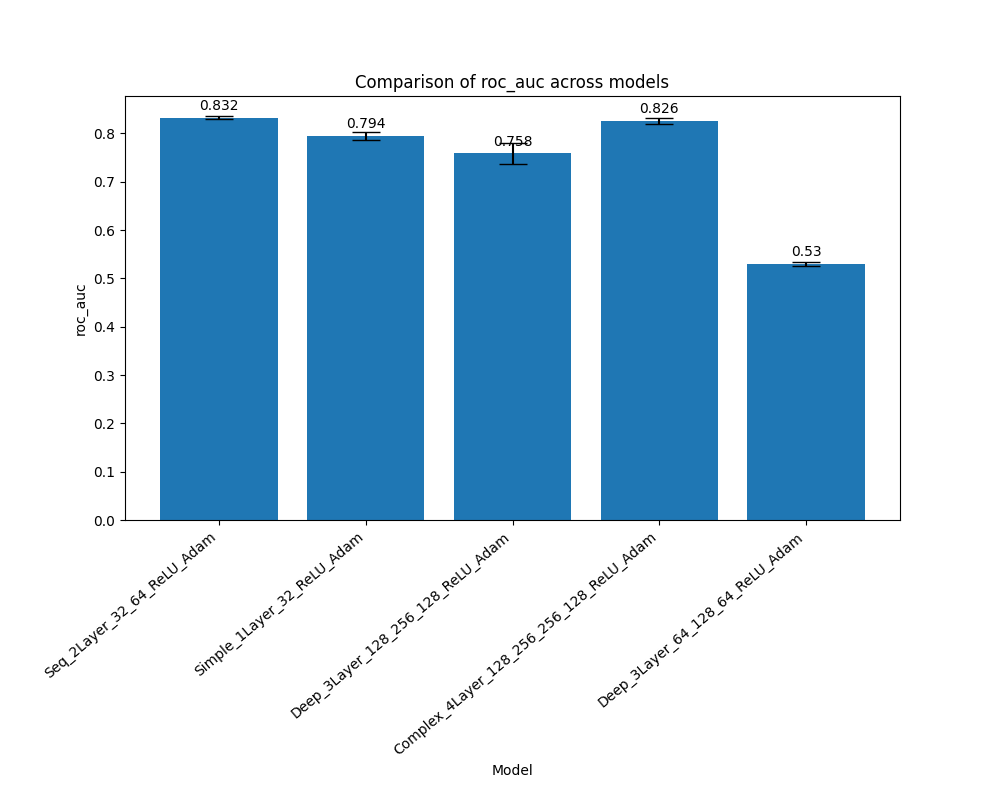 Comparison of roc_auc across models
0.832
0.794
0.758
0.826
0.53
roc_auc
0.8
0.7
0.6
0.5
0.4
0.3
0.2
0.1
0.0
Seq_2Layer_32_64_ReLU_Adam
Simple_1Layer_32_ReLU_Adam
Deep_3Layer_128_256_128_ReLU_Adam
Complex_4Layer_128_256_256_128_ReLU_Adam
Deep_3Layer_64_128_64_ReLU_Adam
Model